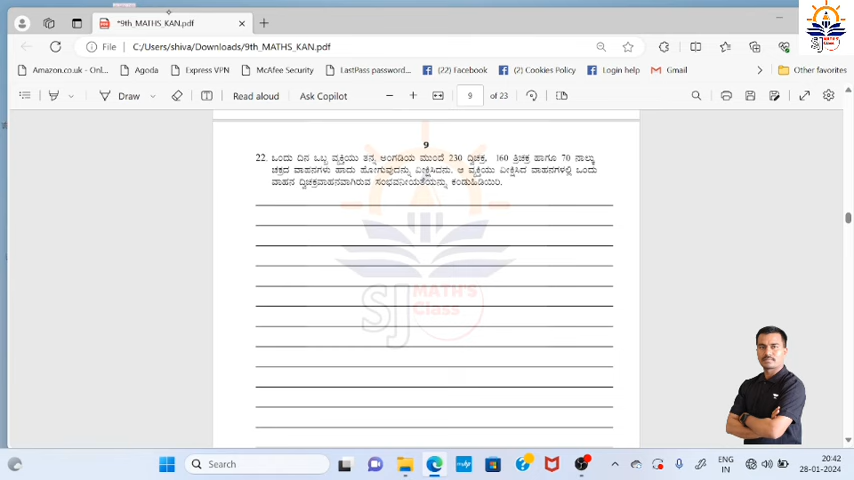 *9th_MATHS_KAN.pdf
File C:/Users/shiva/Downloads/9th_MATHS_KAN.pdf
Amazon.co.uk - Onl... Agoda Express VPN McAfee Security LastPass password... (22) Facebook (2) Cookies Policy Login help Gmail Other favorites
Draw Read aloud Ask Copilot 9 of 23
9
22. ಒಂದು ದಿನ ಒಬ್ಬ ವ್ಯಕ್ತಿಯು ತನ್ನ ಅಂಗಡಿಯ ಮುಂದೆ 230 ದ್ವಿಚಕ್ರ, 160 ತ್ರಿಚಕ್ರ ಹಾಗೂ 70 ನಾಲ್ಕು
ಚಕ್ರದ ವಾಹನಗಳು ಹಾದು ಹೋಗುವುದನ್ನು ವೀಕ್ಷಿಸಿದನು. ಆ ವ್ಯಕ್ತಿಯು ವೀಕ್ಷಿಸಿದ ವಾಹನಗಳಲ್ಲಿ ಒಂದು
ವಾಹನ ದ್ವಿಚಕ್ರವಾಹನವಾಗಿರುವ ಸಂಭವನೀಯತೆಯನ್ನು ಕಂಡುಹಿಡಿಯಿರಿ.
SJ MATH'S
Class
Search
ENG
IN
20:42
28-01-2024